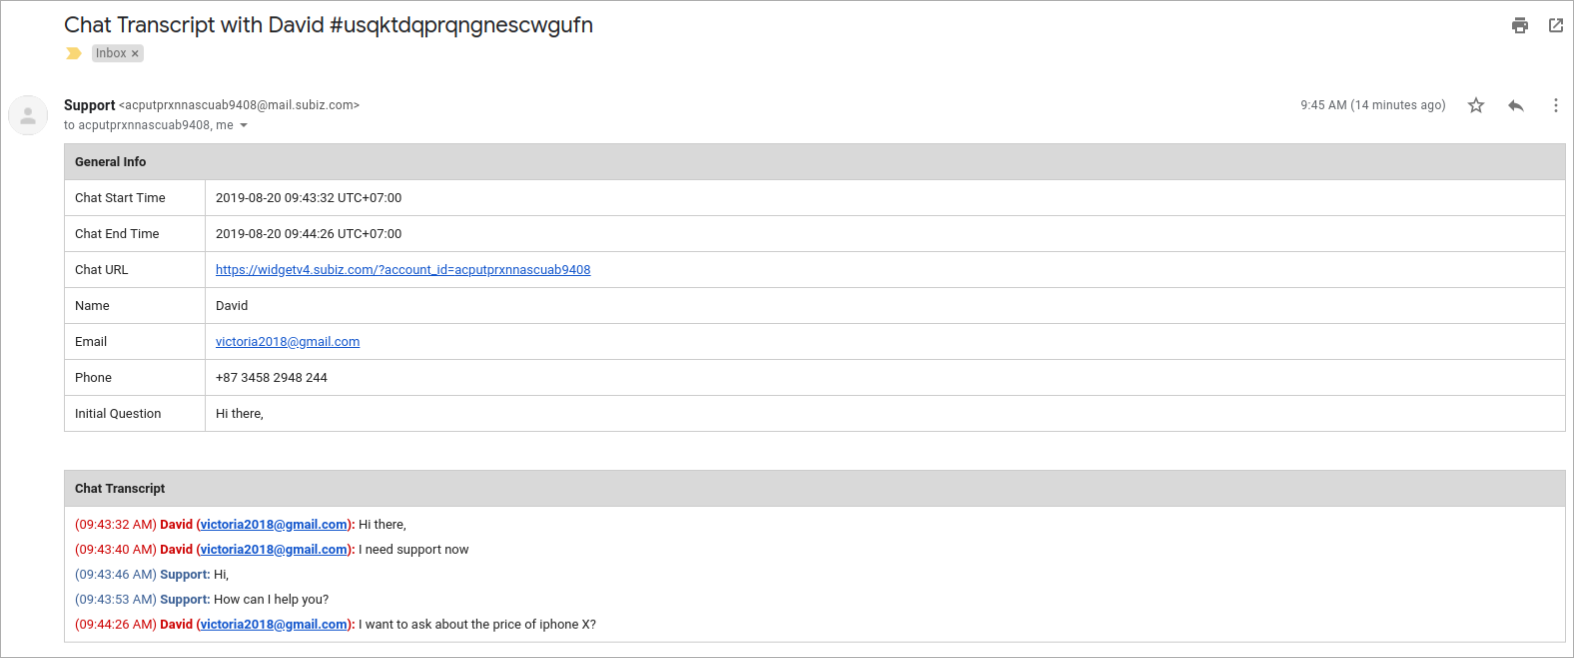 Chat Transcript with David #usqktdqprqngnescwgufn
Inbox ×
Support <acputprxnnascuab9408@mail.subiz.com>
9:45 AM (14 minutes ago)
to acputprxnnascuab9408, me
General Info
Chat Start Time 2019-08-20 09:43:32 UTC+07:00
Chat End Time 2019-08-20 09:44:26 UTC+07:00
Chat URL https://widgetv4.subiz.com/?account_id=acputprxnnascuab9408
Name David
Email victoria2018@gmail.com
Phone +87 3458 2948 244
Initial Question Hi there,
Chat Transcript
(09:43:32 AM) David (victoria2018@gmail.com): Hi there,
(09:43:40 AM) David (victoria2018@gmail.com): I need support now
(09:43:46 AM) Support: Hi,
(09:43:53 AM) Support: How can I help you?
(09:44:26 AM) David (victoria2018@gmail.com): I want to ask about the price of iphone X?